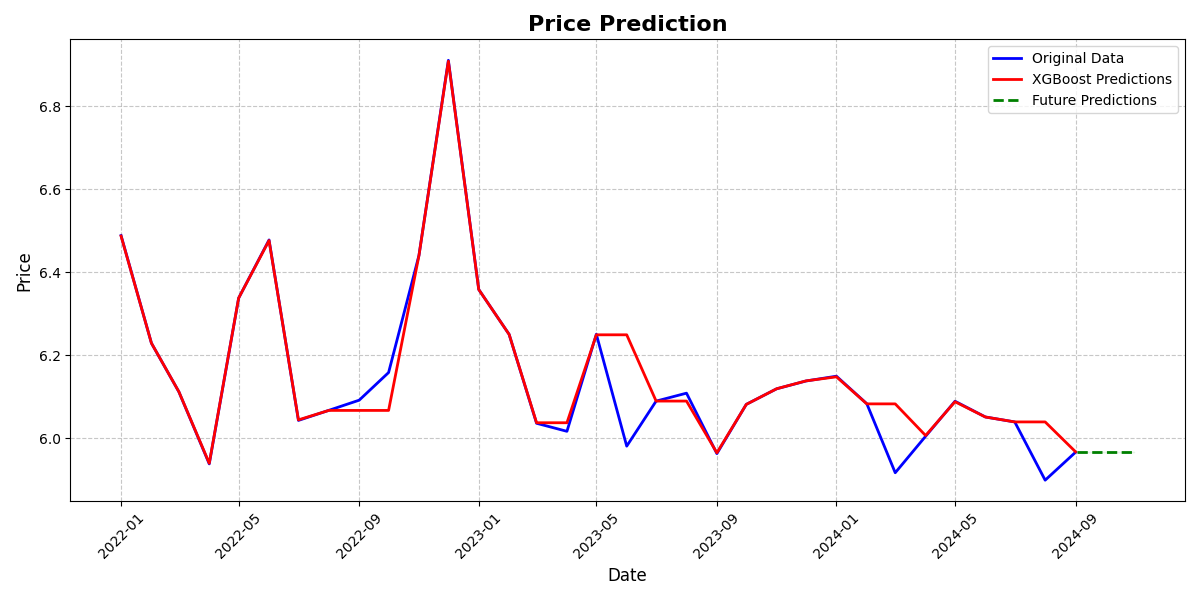 Price Prediction
Original Data
XGBoost Predictions
Future Predictions
Price
6.8
6.6
6.4
6.2
6.0
2022-01
2022-05
2022-09
2023-01
2023-05
2023-09
2024-01
2024-05
2024-09
Date